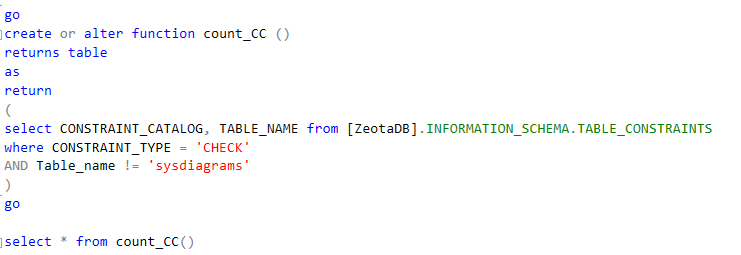 go
create or alter function count_CC ()
returns table
as
return
(
select CONSTRAINT_CATALOG, TABLE_NAME from [ZeotaDB].INFORMATION_SCHEMA.TABLE_CONSTRAINTS
where CONSTRAINT_TYPE = 'CHECK'
AND Table_name != 'sysdiagrams'
)
go
select * from count_CC()